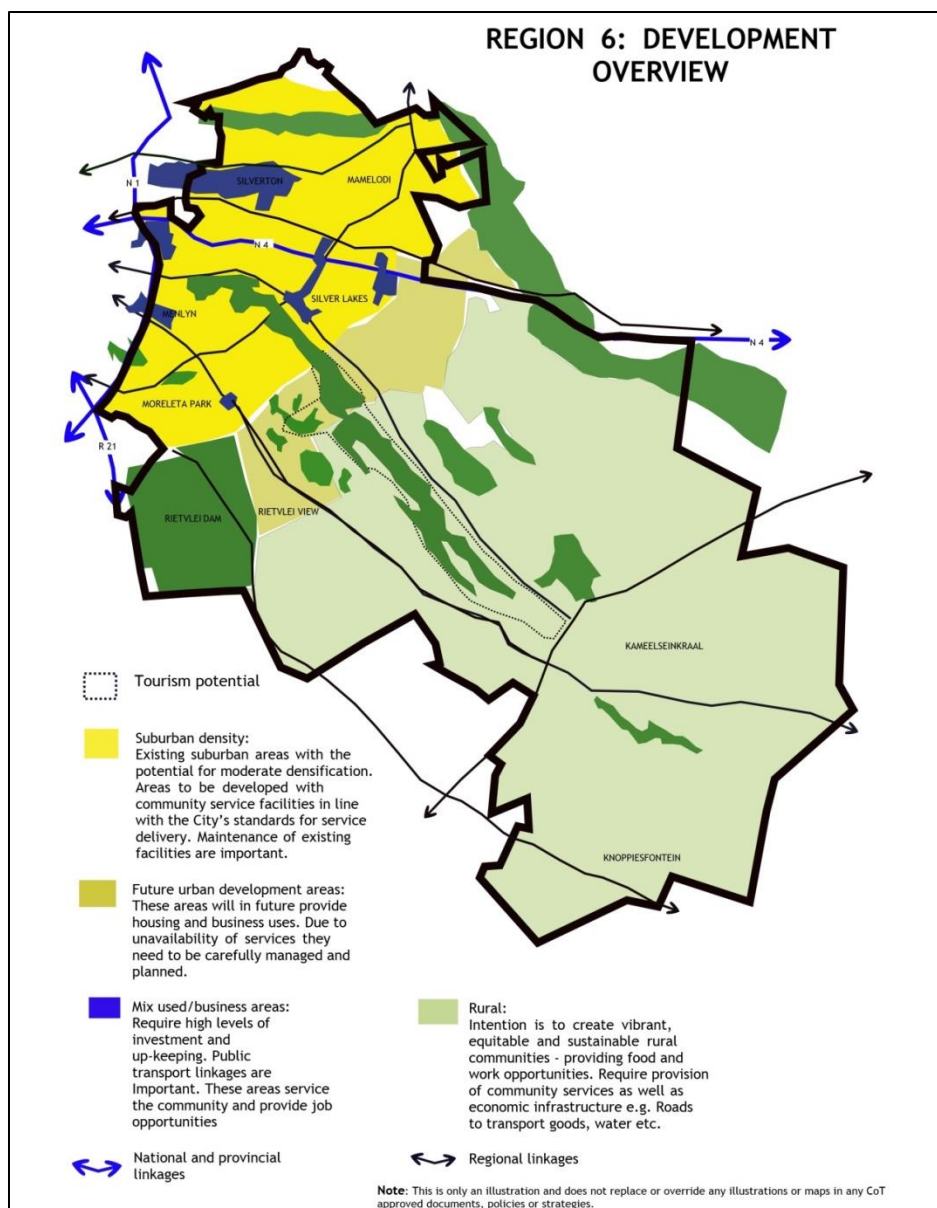 REGION 6: DEVELOPMENT
OVERVIEW
N 1
SILVERTON
MAMELODI
N 4
SILVER LAKES
MENLYN
N 4
MORELETA PARK
R 21
RIETVLEI DAM
RIETVLEI VIEW
KAMEELSEINKRAAL
KNOPPIESFONTEIN
Tourism potential
Suburban density:
Existing suburban areas with the
potential for moderate densification.
Areas to be developed with
community service facilities in line
with the City's standards for service
delivery. Maintenance of existing
facilities are important.
Future urban development areas:
These areas will in future provide
housing and business uses. Due to
unavailability of services they
need to be carefully managed and
planned.
Mix used/business areas:
Require high levels of
investment and
up-keeping. Public
transport linkages are
Important. These areas service
the community and provide job
opportunities
Rural:
Intention is to create vibrant,
equitable and sustainable rural
communities - providing food and
work opportunities. Require provision
of community services as well as
economic infrastructure e.g. Roads
to transport goods, water etc.
National and provincial
linkages
Regional linkages
Note: This is only an illustration and does not replace or override any illustrations or maps in any CoT
approved documents, policies or strategies.